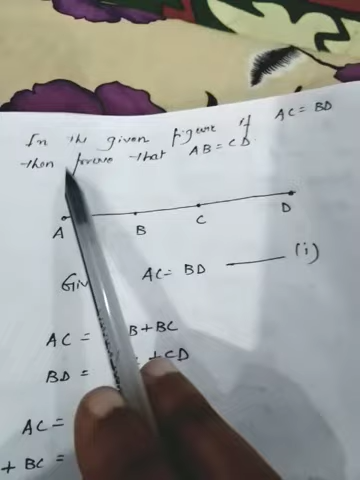 In the given figure if AC = BD
then prove that AB = CD.
A B C D
Giv AC = BD —— (i)
AC = B + BC
BD = + CD
AC =
+ BC =